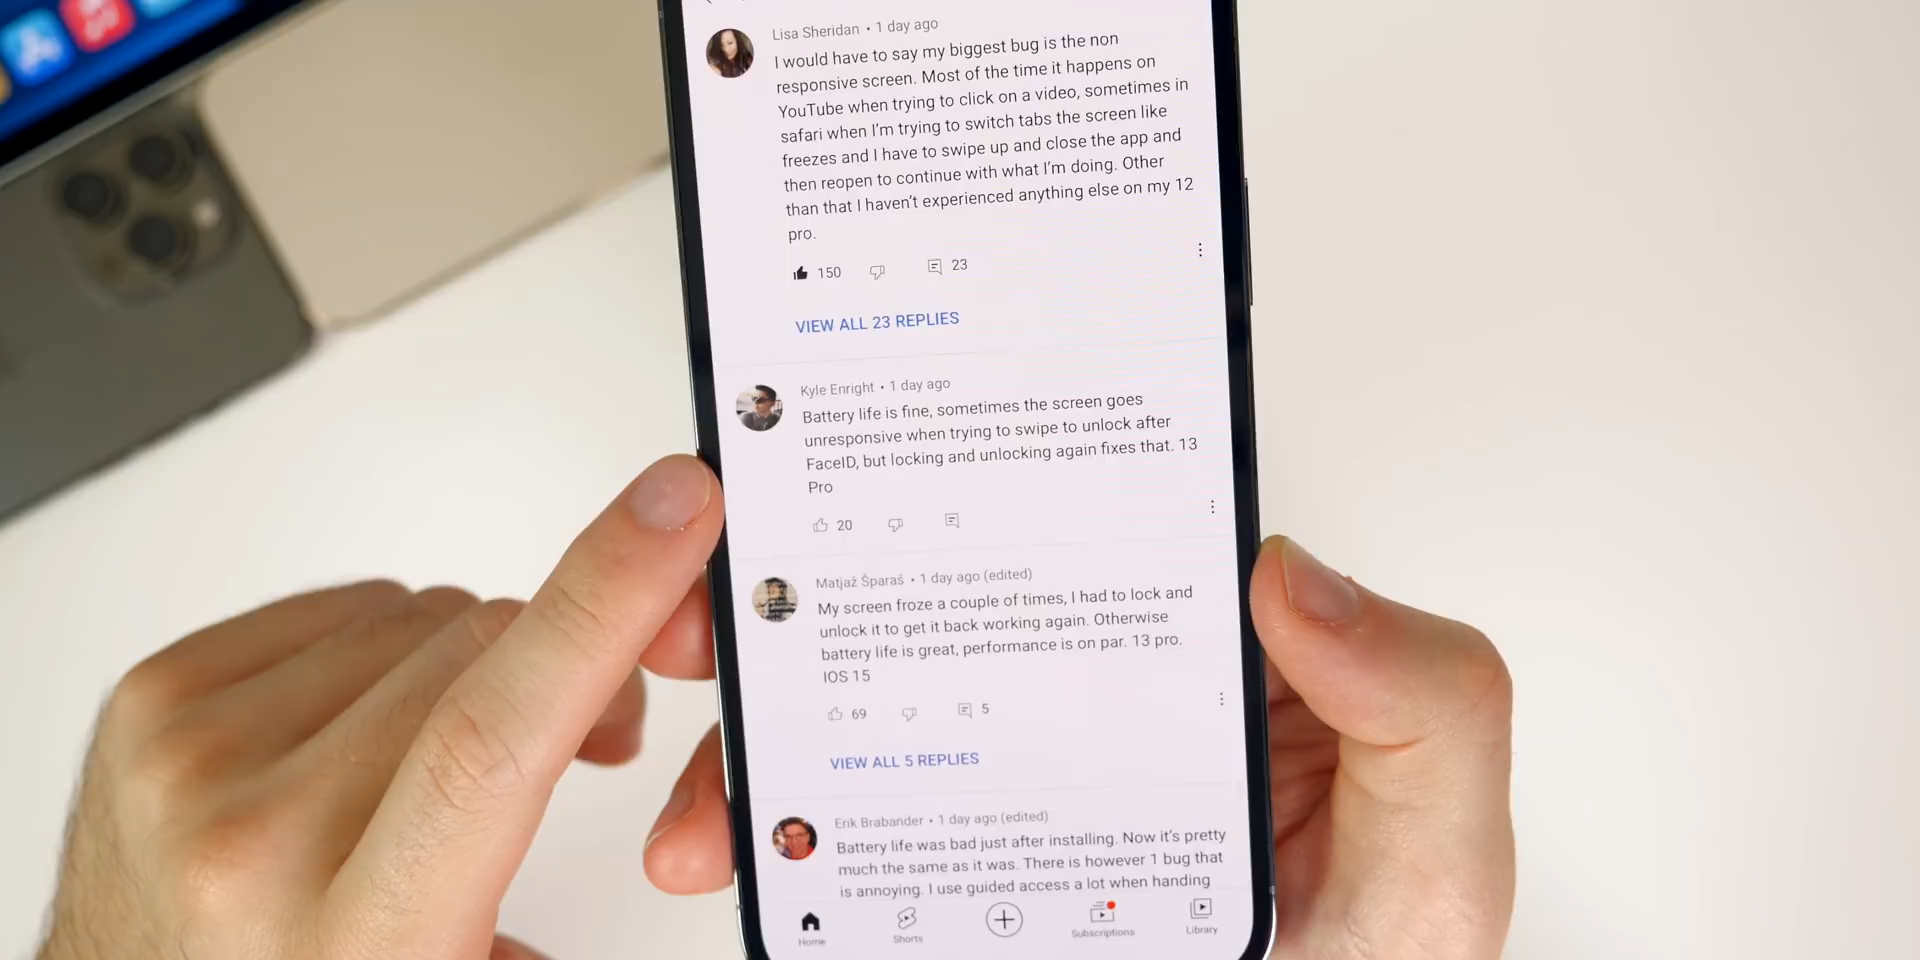 Lisa Sheridan • 1 day ago
I would have to say my biggest bug is the non
responsive screen. Most of the time it happens on
YouTube when trying to click on a video, sometimes in
safari when I'm trying to switch tabs the screen like
freezes and I have to swipe up and close the app and
then reopen to continue with what I'm doing. Other
than that I haven't experienced anything else on my 12
pro.
150 23
VIEW ALL 23 REPLIES
Kyle Enright • 1 day ago
Battery life is fine, sometimes the screen goes
unresponsive when trying to swipe to unlock after
FaceID, but locking and unlocking again fixes that. 13
Pro
20
Matjaž Šparaš • 1 day ago (edited)
My screen froze a couple of times, I had to lock and
unlock it to get it back working again. Otherwise
battery life is great, performance is on par. 13 pro.
IOS 15
69 5
VIEW ALL 5 REPLIES
Erik Brabander • 1 day ago (edited)
Battery life was bad just after installing. Now it's pretty
much the same as it was. There is however 1 bug that
is annoying. I use guided access a lot when handing
Home Shorts Subscriptions Library